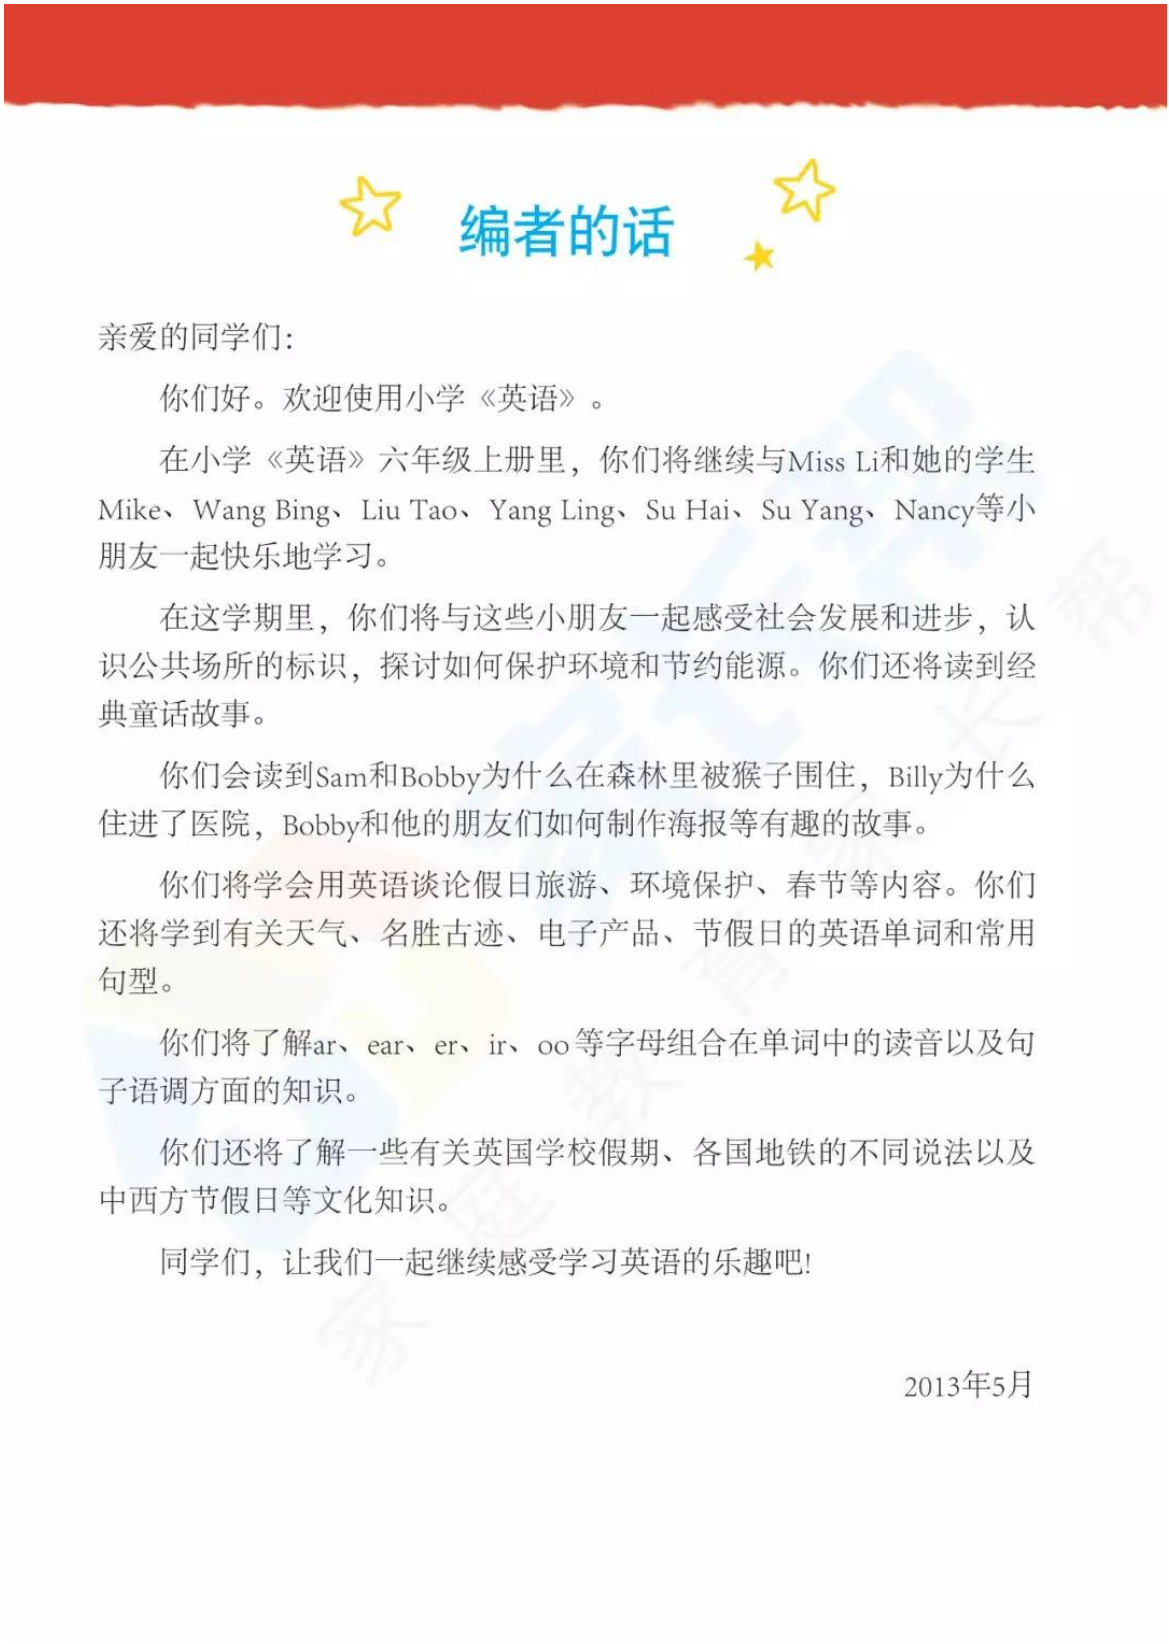 编者的话
亲爱的同学们：
你们好。欢迎使用小学《英语》。
在小学《英语》六年级上册里，你们将继续与Miss Li和她的学生
Mike、Wang Bing、Liu Tao、Yang Ling、Su Hai、Su Yang、Nancy等小
朋友一起快乐地学习。
在这学期里，你们将与这些小朋友一起感受社会发展和进步，认
识公共场所的标识，探讨如何保护环境和节约能源。你们还将读到经
典童话故事。
你们会读到Sam和Bobby为什么在森林里被猴子围住，Billy为什么
住进了医院，Bobby和他的朋友们如何制作海报等有趣的故事。
你们将学会用英语谈论假日旅游、环境保护、春节等内容。你们
还将学到有关天气、名胜古迹、电子产品、节假日的英语单词和常用
句型。
你们将了解ar、ear、er、ir、oo等字母组合在单词中的读音以及句
子语调方面的知识。
你们还将了解一些有关英国学校假期、各国地铁的不同说法以及
中西方节假日等文化知识。
同学们，让我们一起继续感受学习英语的乐趣吧!
2013年5月
家长帮
家庭教育家长帮